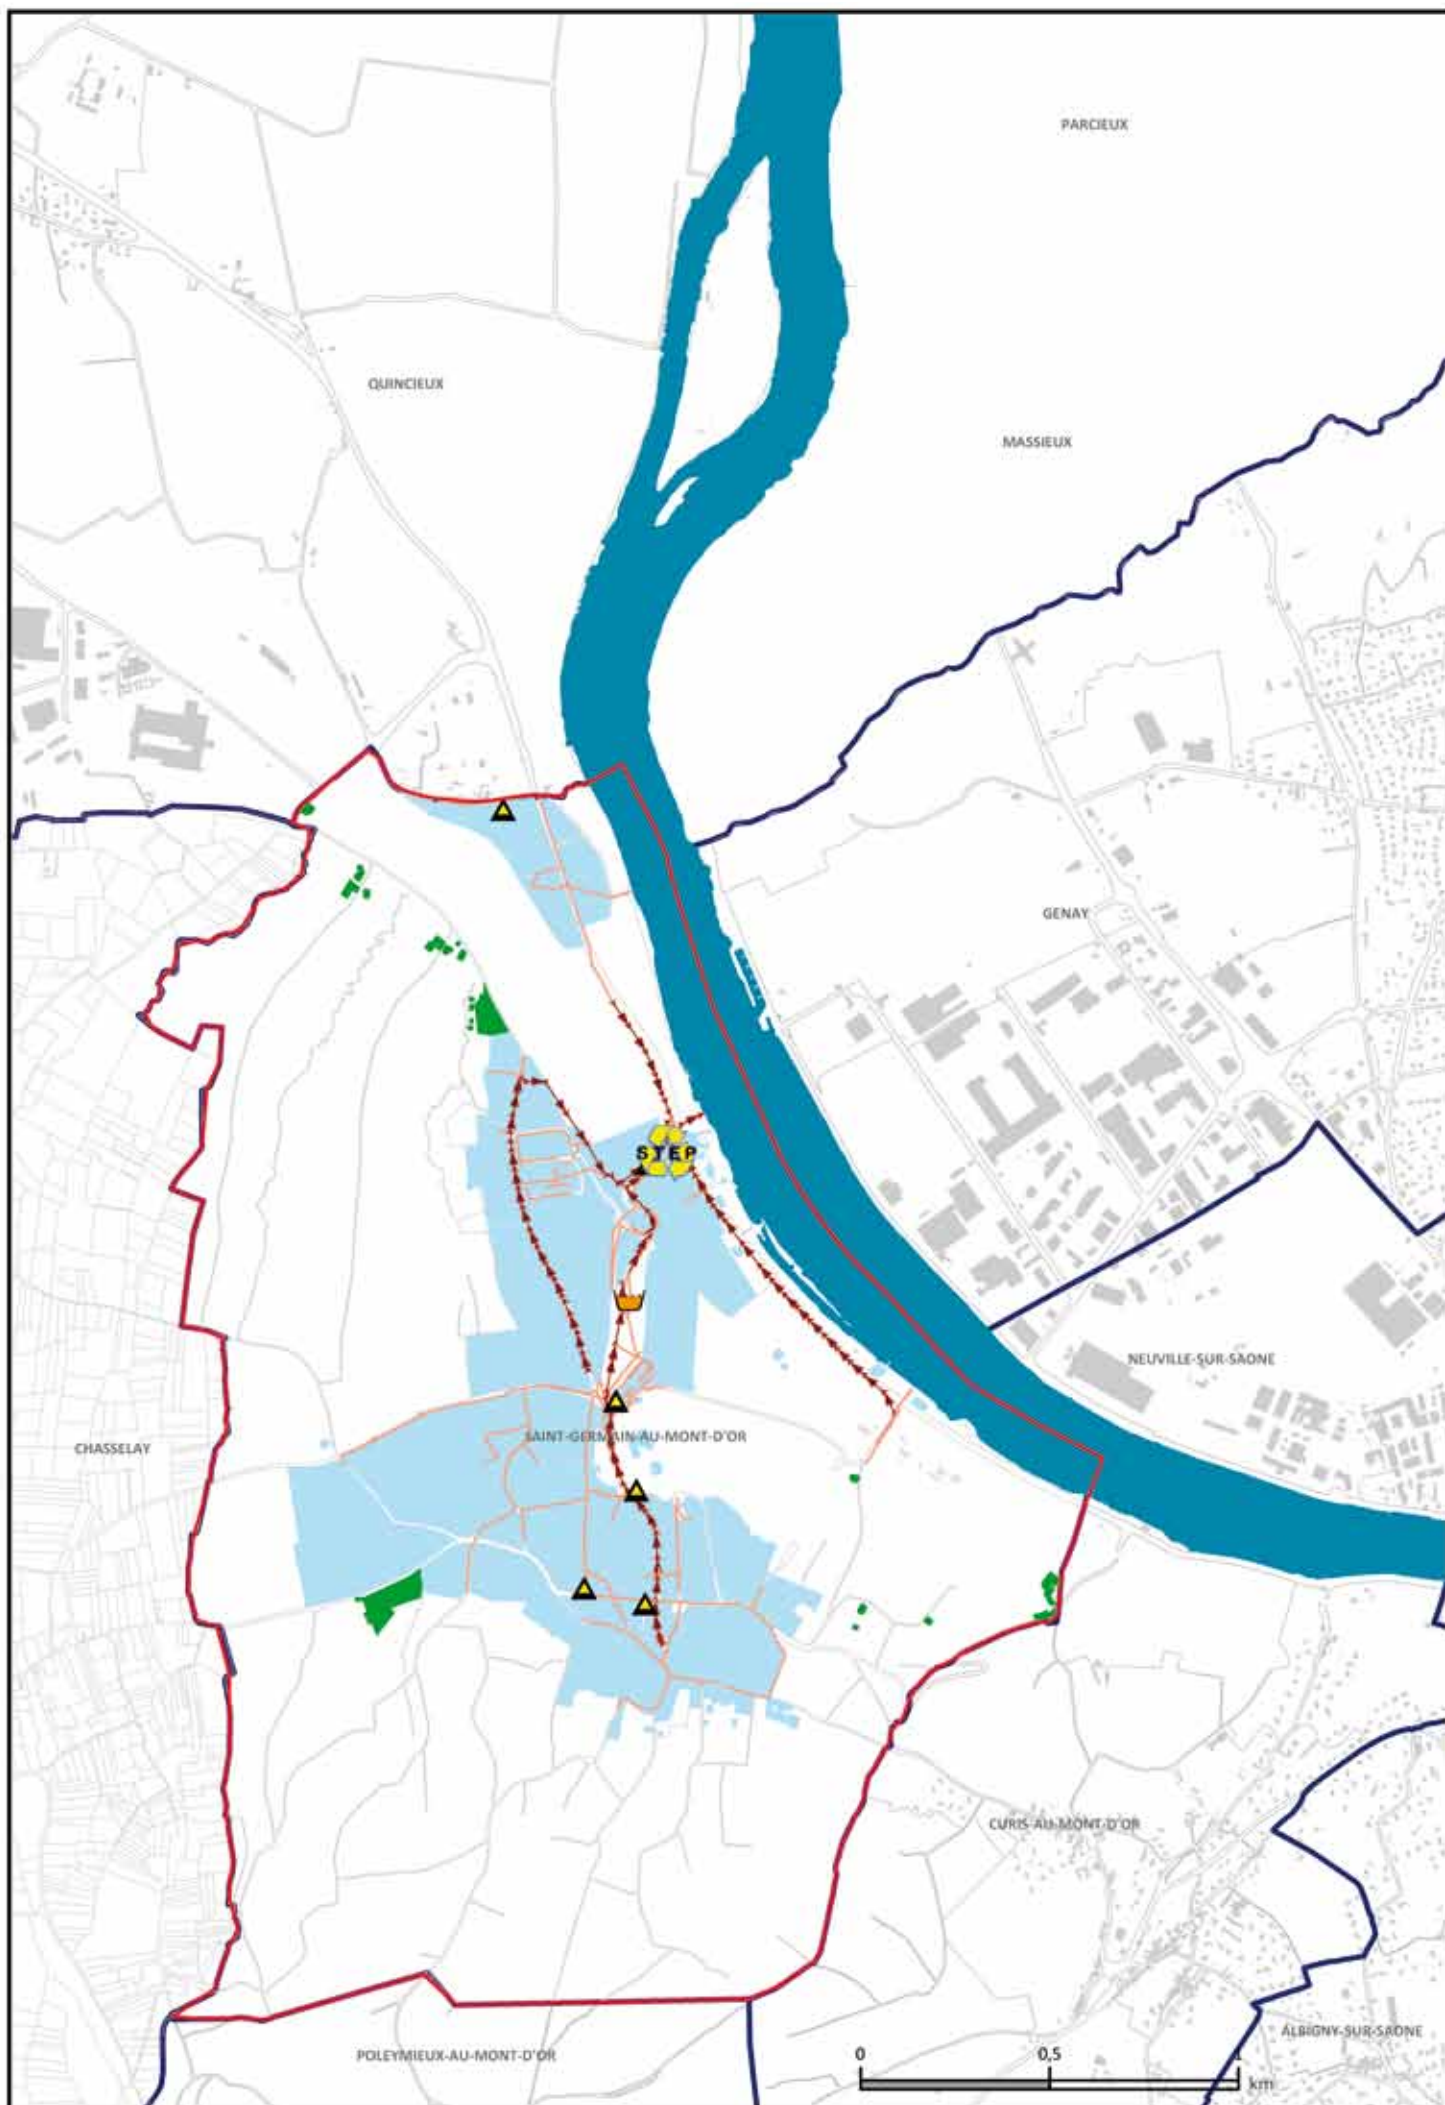 PARCIEUX
QUINCIEUX
MASSIEUX
GENAY
STEP
NEUVILLE-SUR-SAONE
SAINT-GERMAIN-AU-MONT-D'OR
CHASSELAY
CURIS-AU-MONT-D'OR
ALBIGNY-SUR-SAONE
POLEYMIEUX-AU-MONT-D'OR
0 0,5 1
km